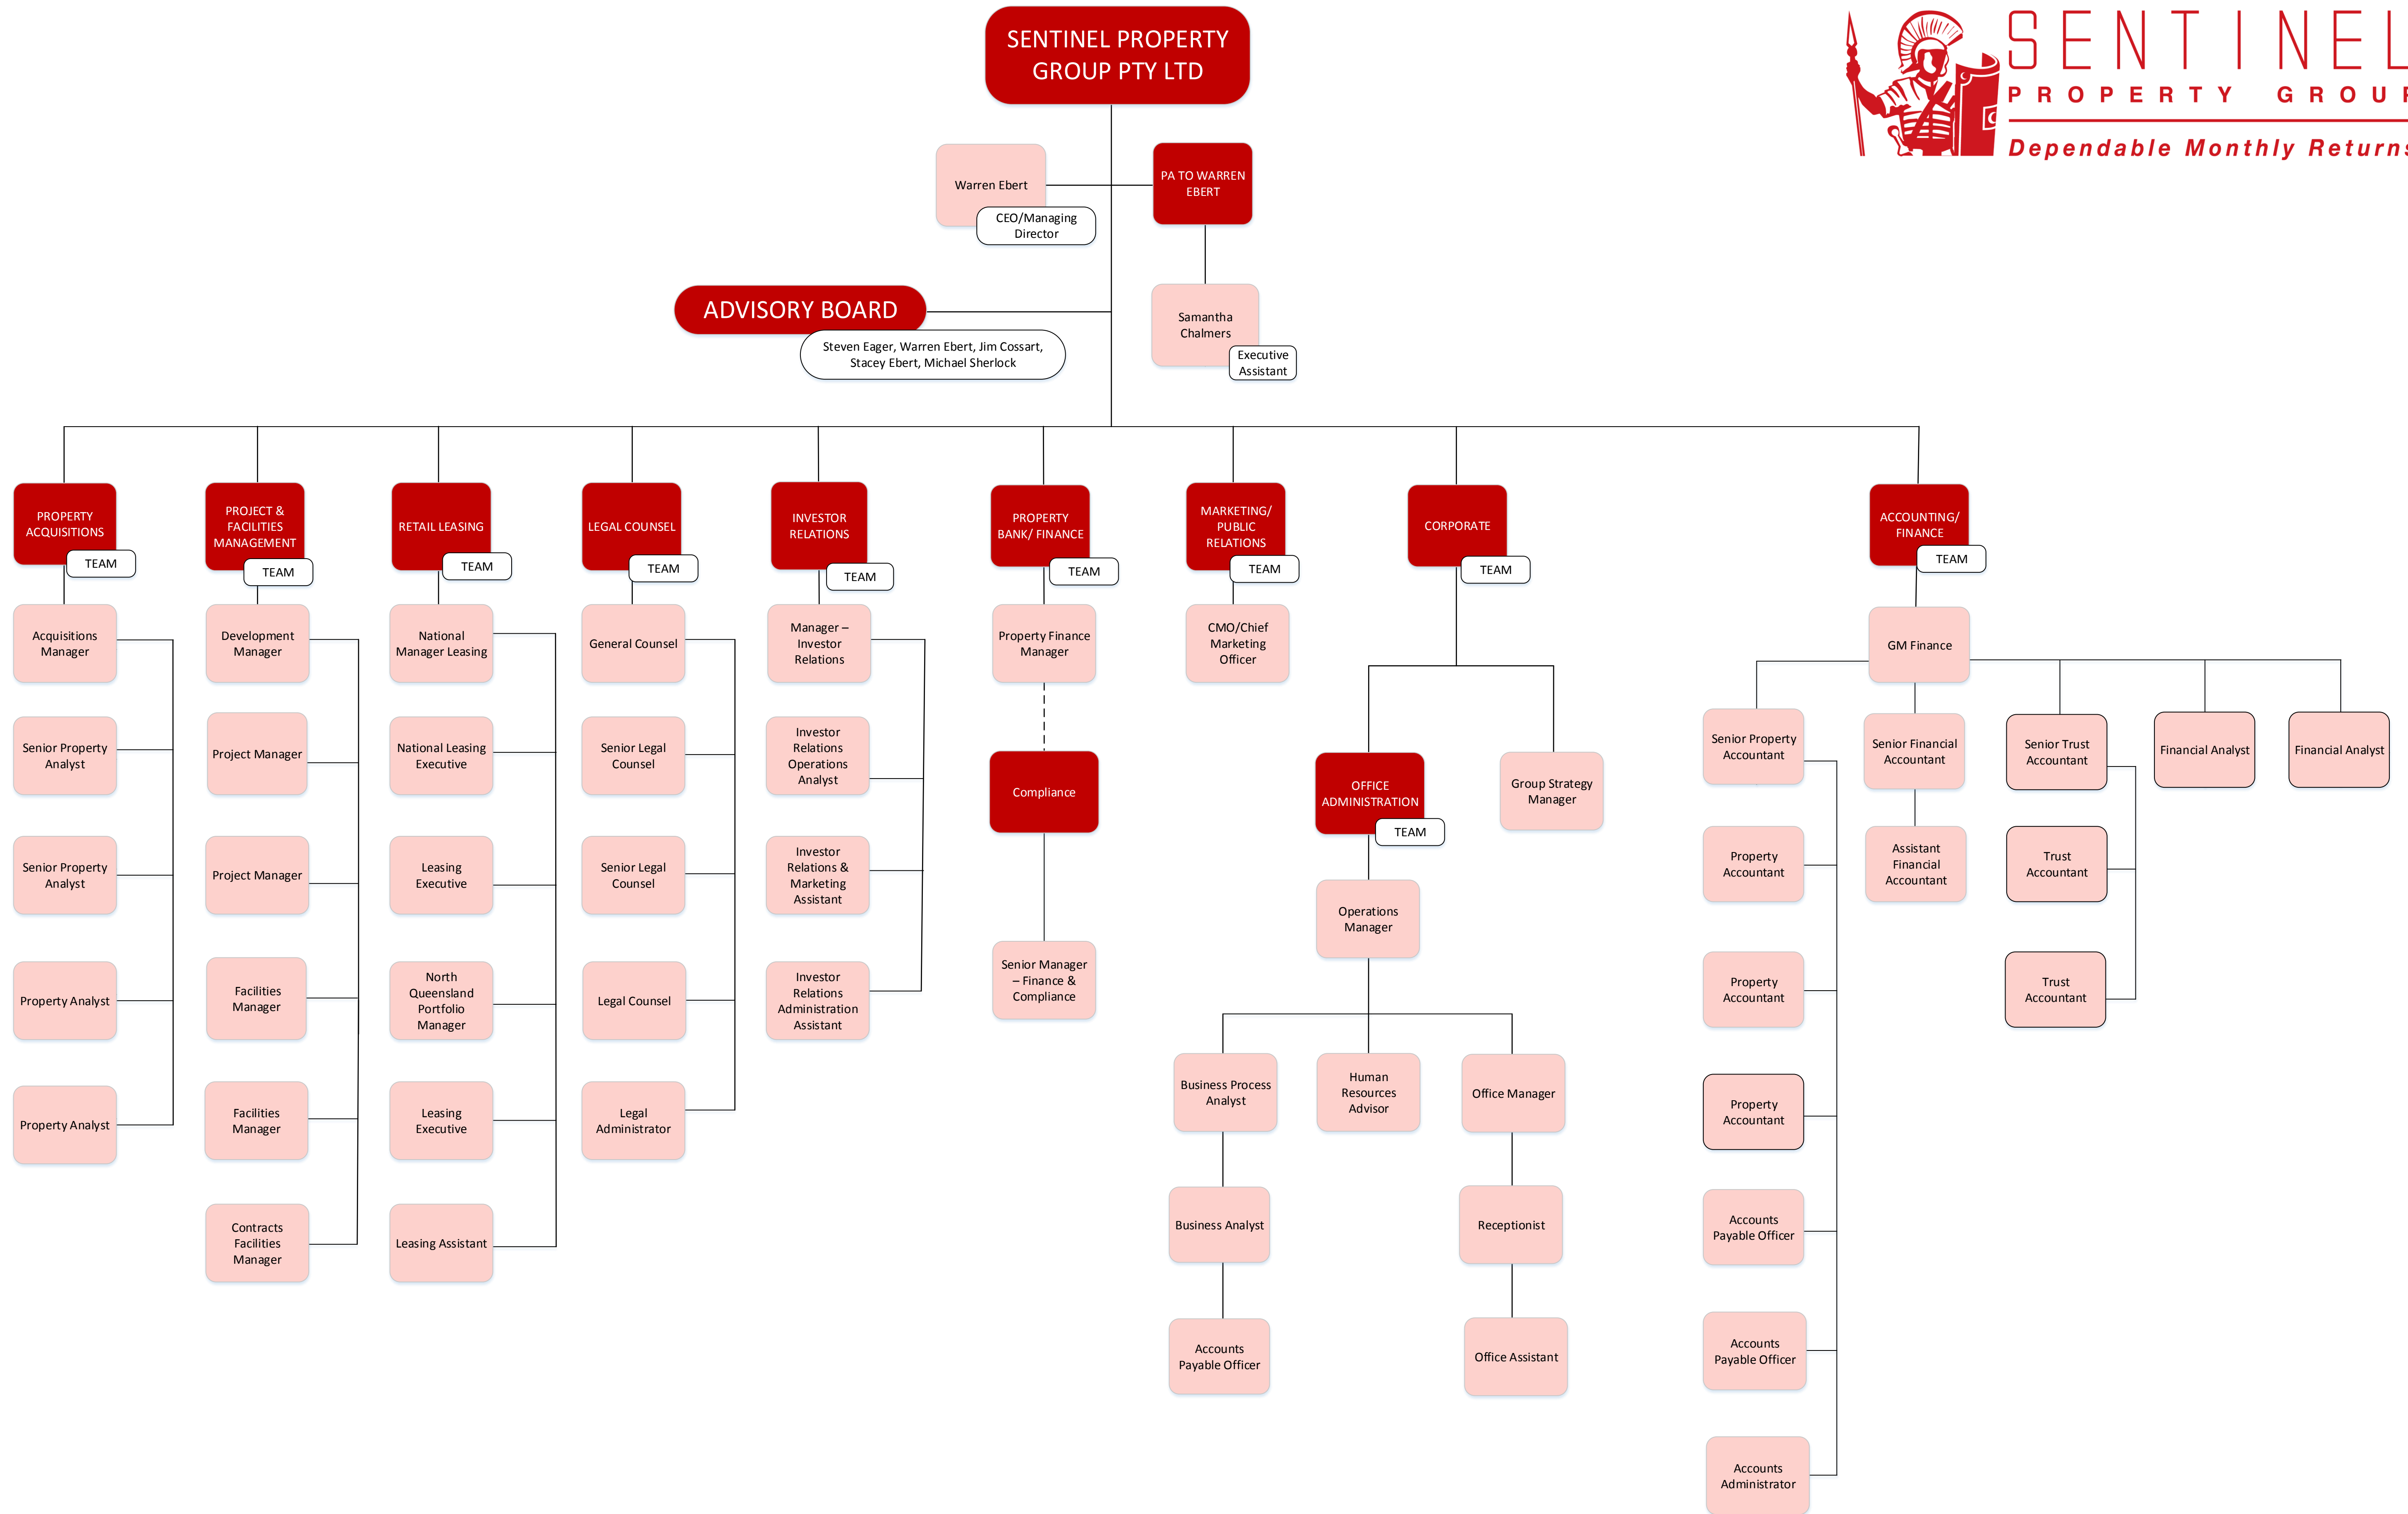 SENTINEL PROPERTY
GROUP PTY LTD
SENTINEL
PROPERTY GROUP
Dependable Monthly Returns
Warren Ebert
CEO/Managing
Director
PA TO WARREN
EBERT
ADVISORY BOARD
Steven Eager, Warren Ebert, Jim Cossart,
Stacey Ebert, Michael Sherlock
Samantha
Chalmers
Executive
Assistant
PROPERTY
ACQUISITIONS
TEAM
Acquisitions
Manager
Senior Property
Analyst
Senior Property
Analyst
Property Analyst
Property Analyst
PROJECT &
FACILITIES
MANAGEMENT
TEAM
Development
Manager
Project Manager
Project Manager
Facilities
Manager
Facilities
Manager
Contracts
Facilities
Manager
RETAIL LEASING
TEAM
National
Manager Leasing
National Leasing
Executive
Leasing
Executive
North
Queensland
Portfolio
Manager
Leasing
Executive
Leasing Assistant
LEGAL COUNSEL
TEAM
General Counsel
Senior Legal
Counsel
Senior Legal
Counsel
Legal Counsel
Legal
Administrator
INVESTOR
RELATIONS
TEAM
Manager –
Investor
Relations
Investor
Relations
Operations
Analyst
Investor
Relations &
Marketing
Assistant
Investor
Relations
Administration
Assistant
PROPERTY
BANK/ FINANCE
TEAM
Property Finance
Manager
Compliance
Senior Manager
– Finance &
Compliance
MARKETING/
PUBLIC
RELATIONS
TEAM
CMO/Chief
Marketing
Officer
CORPORATE
TEAM
OFFICE
ADMINISTRATION
TEAM
Group Strategy
Manager
Operations
Manager
Business Process
Analyst
Business Analyst
Accounts
Payable Officer
Human
Resources
Advisor
Office Manager
Receptionist
Office Assistant
ACCOUNTING/
FINANCE
TEAM
GM Finance
Senior Property
Accountant
Property
Accountant
Property
Accountant
Property
Accountant
Accounts
Payable Officer
Accounts
Payable Officer
Accounts
Administrator
Senior Financial
Accountant
Assistant
Financial
Accountant
Senior Trust
Accountant
Trust
Accountant
Trust
Accountant
Financial Analyst
Financial Analyst